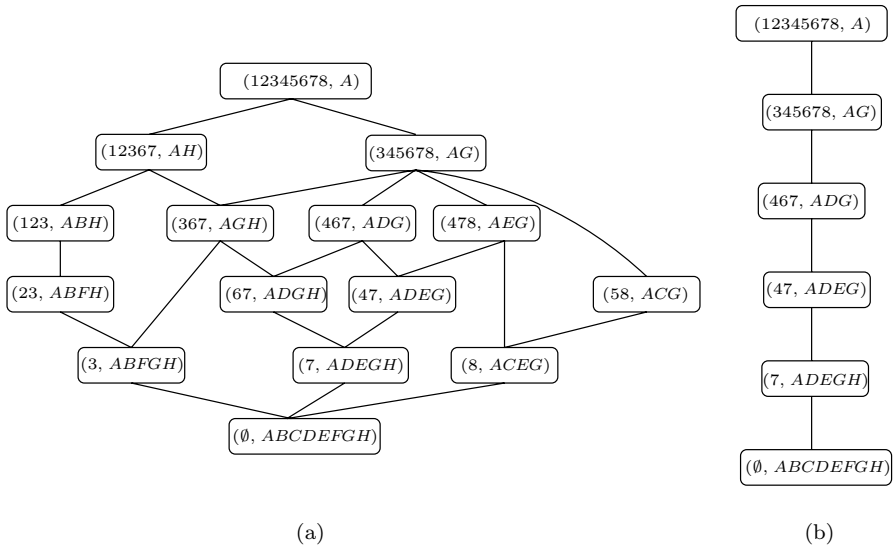 (12345678, A)
(12367, AH)
(345678, AG)
(123, ABH)
(367, AGH)
(467, ADG)
(478, AEG)
(23, ABFH)
(67, ADGH)
(47, ADEG)
(58, ACG)
(3, ABFGH)
(7, ADEGH)
(8, ACEG)
(∅, ABCDEFGH)
(a)
(12345678, A)
(345678, AG)
(467, ADG)
(47, ADEG)
(7, ADEGH)
(∅, ABCDEFGH)
(b)